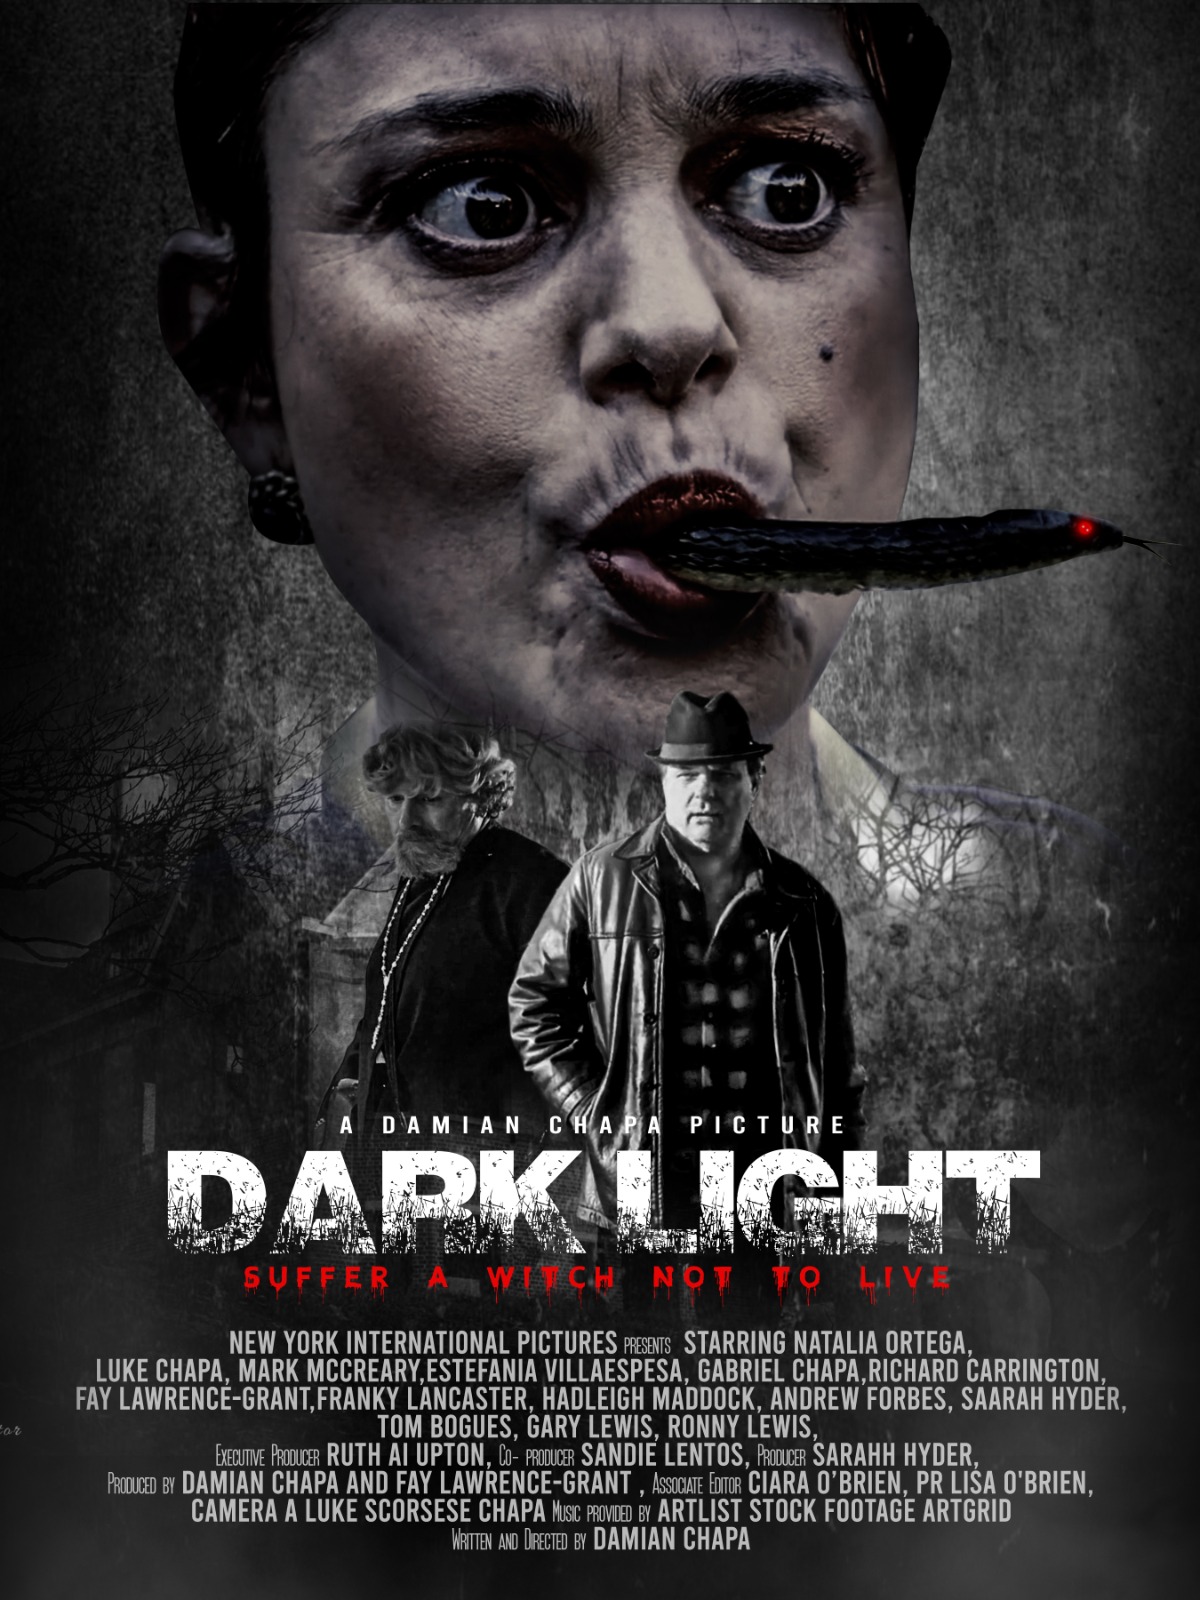 A DAMIAN CHAPA PICTURE
DARK LIGHT
SUFFER A WITCH NOT TO LIVE
NEW YORK INTERNATIONAL PICTURES PRESENTS STARRING NATALIA ORTEGA,
LUKE CHAPA, MARK MCCREARY,ESTEFANIA VILLAESPESA, GABRIEL CHAPA,RICHARD CARRINGTON,
FAY LAWRENCE-GRANT,FRANKY LANCASTER, HADLEIGH MADDOCK, ANDREW FORBES, SAARAH HYDER,
TOM BOGUES, GARY LEWIS, RONNY LEWIS,
EXECUTIVE PRODUCER RUTH AI UPTON, CO- PRODUCER SANDIE LENTOS, PRODUCER SARAHH HYDER,
PRODUCED BY DAMIAN CHAPA AND FAY LAWRENCE-GRANT , ASSOCIATE EDITOR CIARA O'BRIEN, PR LISA O'BRIEN,
CAMERA A LUKE SCORSESE CHAPA MUSIC PROVIDED BY ARTLIST STOCK FOOTAGE ARTGRID
WRITTEN AND DIRECTED BY DAMIAN CHAPA